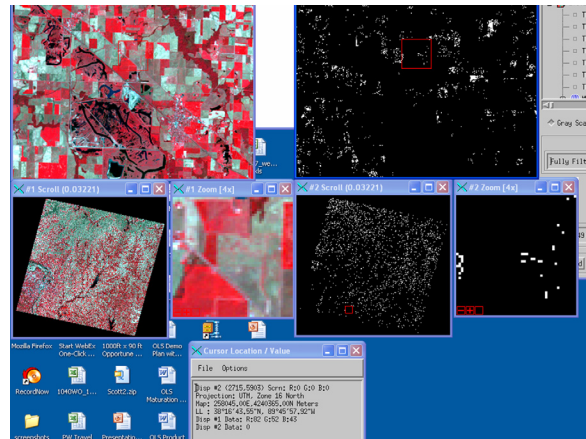 Gray Sca
Fully Filt
#1 Scroll (0.03221)
#1 Zoom [4x]
#2 Scroll (0.03221)
#2 Zoom [4x]
Mozilla Firefox
Start WebEx
One-Click ...
1000ft x 90 ft
Opportune ...
OLS Demo
Plan wit...
RecordNow
1040WO_1...
Scott2.zip
OLS
Maturation ...
screenshots
PW Travel
Presentatio...
OLS Product
Cursor Location / Value
File Options
Disp #2 (2715,5903) Scrn: R:0 G:0 B:0
Projection: UTM, Zone 16 North
Map: 258045.00E,4240365.00N Meters
LL : 38°16'43.55"N, 89°45'57.92"W
Disp #1 Data: R:82 G:52 B:43
Disp #2 Data: 0